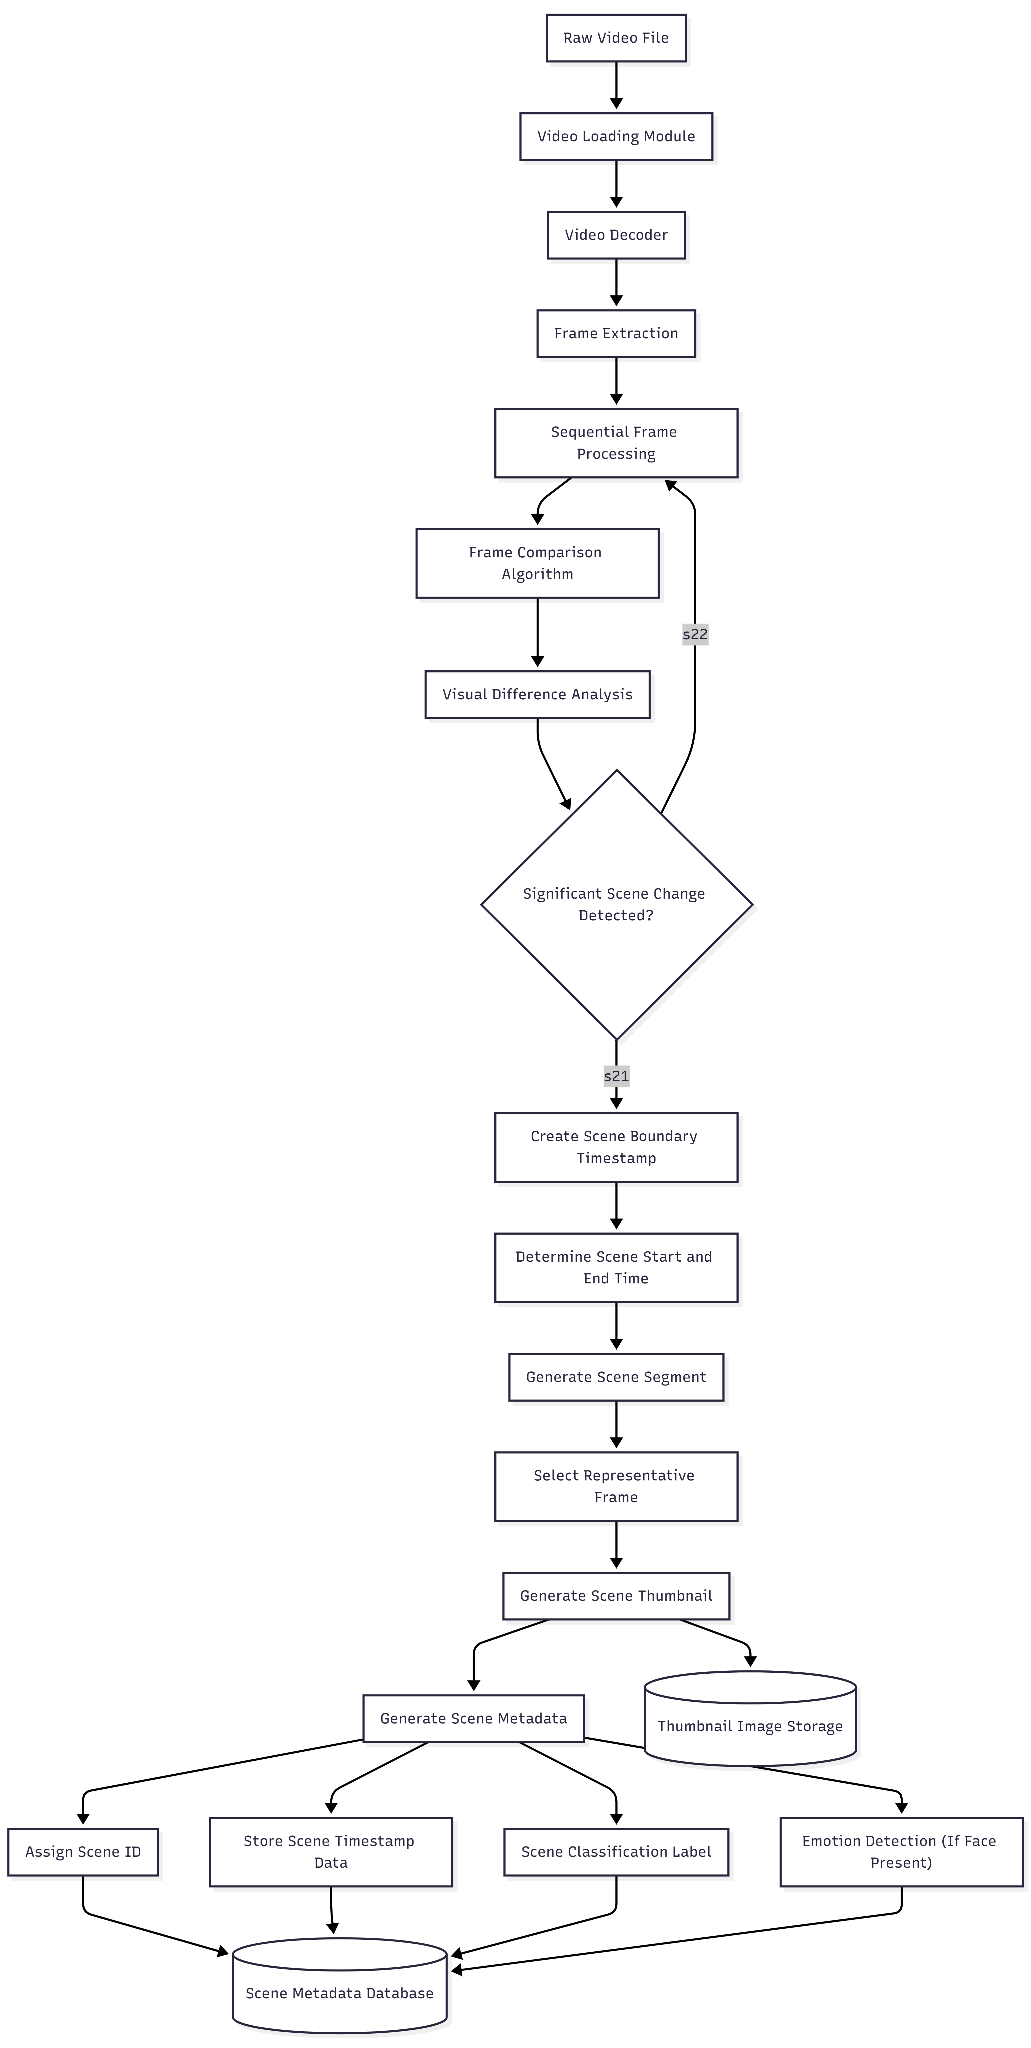 Raw Video File
Video Loading Module
Video Decoder
Frame Extraction
Sequential Frame
Processing
Frame Comparison
Algorithm
s22
Visual Difference Analysis
Significant Scene Change
Detected?
s21
Create Scene Boundary
Timestamp
Determine Scene Start and
End Time
Generate Scene Segment
Select Representative
Frame
Generate Scene Thumbnail
Generate Scene Metadata
Thumbnail Image Storage
Assign Scene ID
Store Scene Timestamp
Data
Scene Classification Label
Emotion Detection (If Face
Present)
Scene Metadata Database